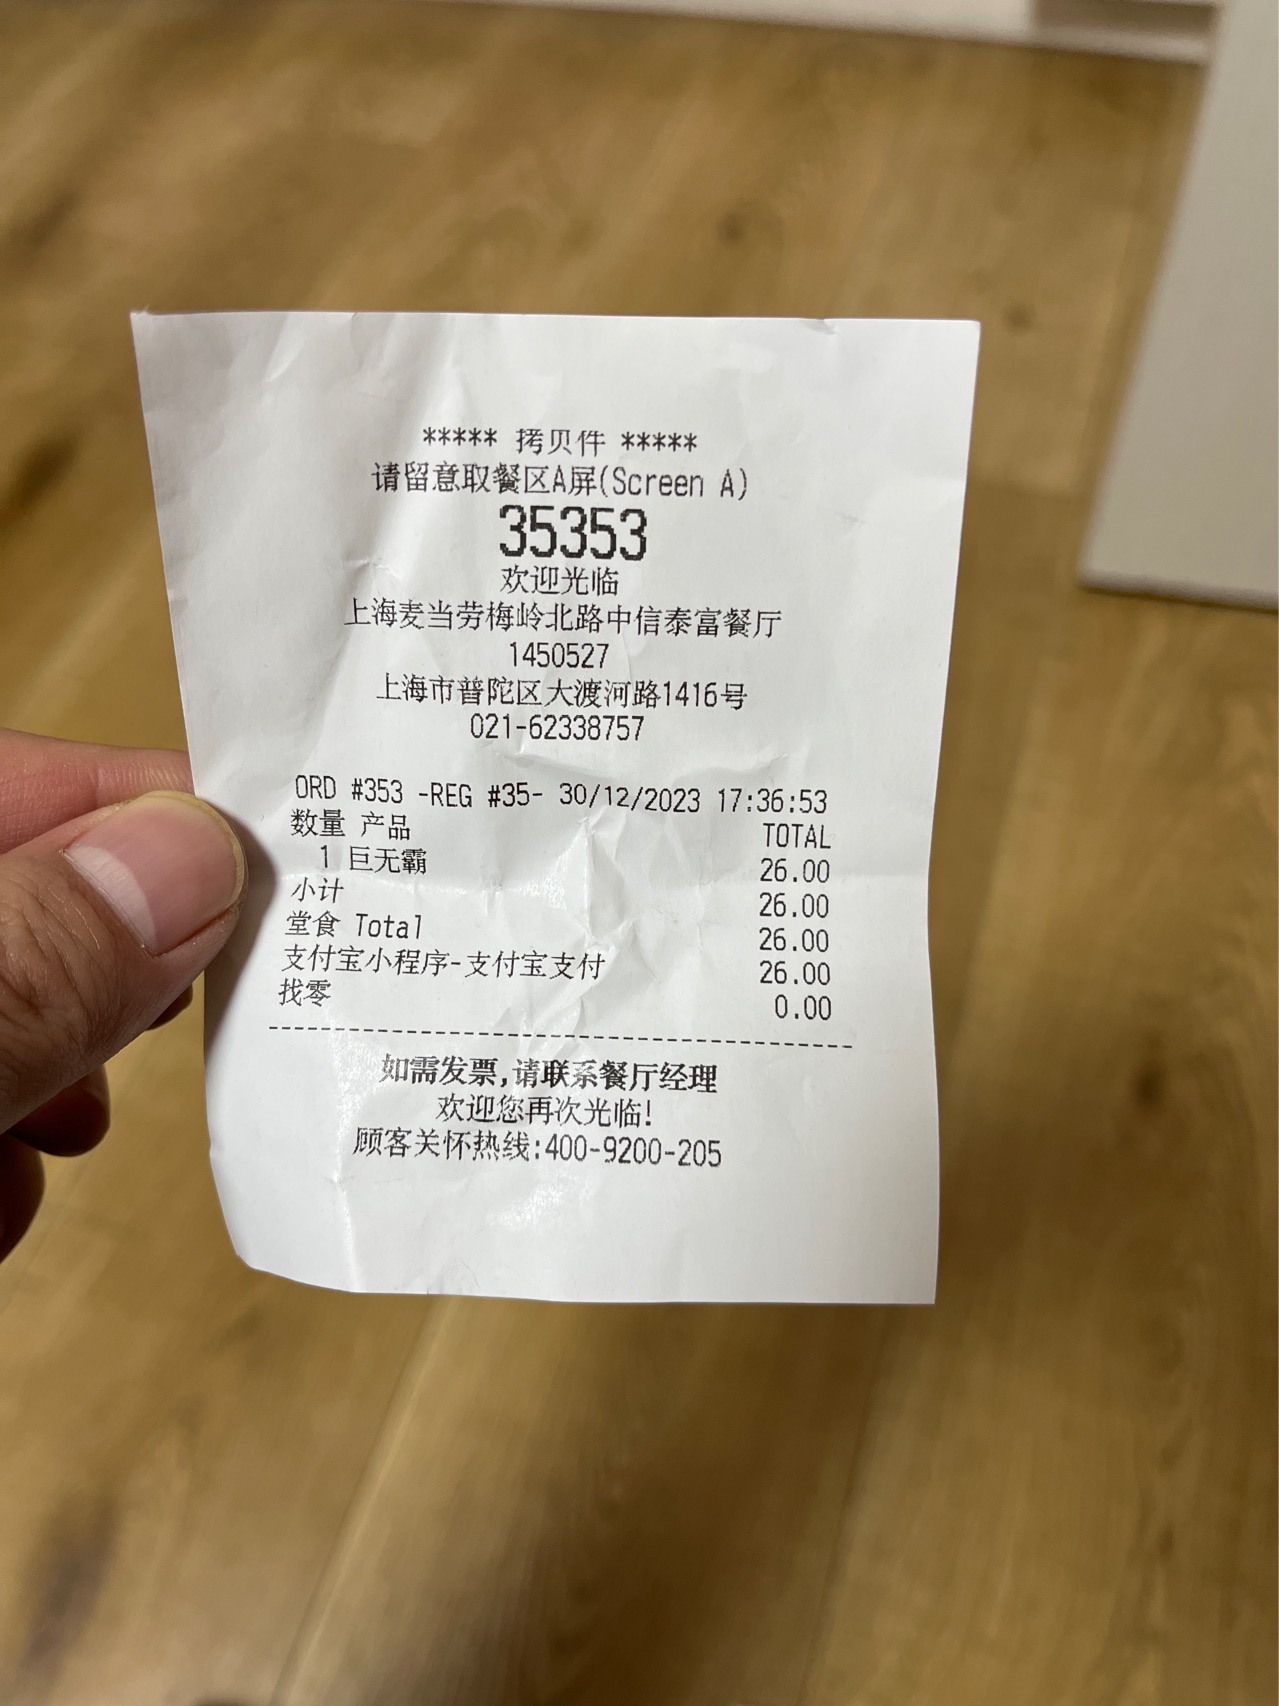 ***** 拷贝件 *****
请留意取餐区A屏(Screen A)
35353
欢迎光临
上海麦当劳梅岭北路中信泰富餐厅
1450527
上海市普陀区大渡河路1416号
021-62338757
ORD #353 -REG #35- 30/12/2023 17:36:53
数量 产品 TOTAL
1 巨无霸 26.00
小计 26.00
堂食 Total 26.00
支付宝小程序-支付宝支付 26.00
找零 0.00
如需发票,请联系餐厅经理
欢迎您再次光临!
顾客关怀热线:400-9200-205